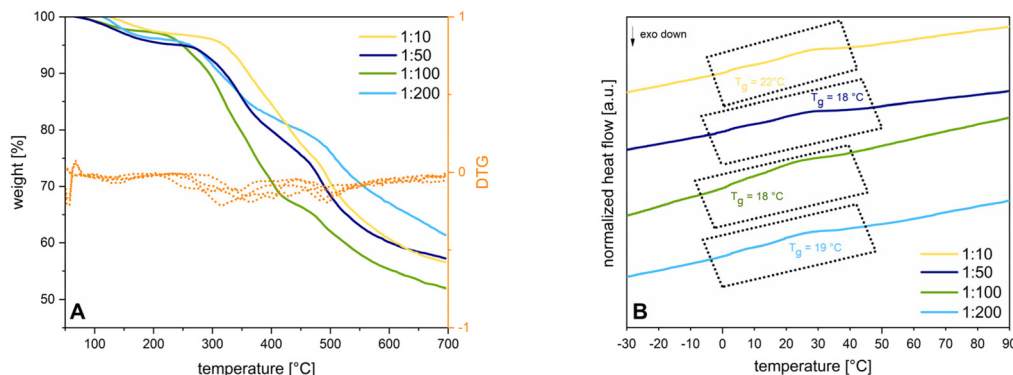 100
90
80
70
60
50
weight [%]
1:10
1:50
1:100
1:200
1
0
-1
DTG
A
100 200 300 400 500 600 700
temperature [°C]
exo down
normalized heat flow [a.u.]
Tg = 22°C
Tg = 18 °C
Tg = 18 °C
Tg = 19 °C
1:10
1:50
1:100
1:200
B
-30 -20 -10 0 10 20 30 40 50 60 70 80 90
temperature [°C]